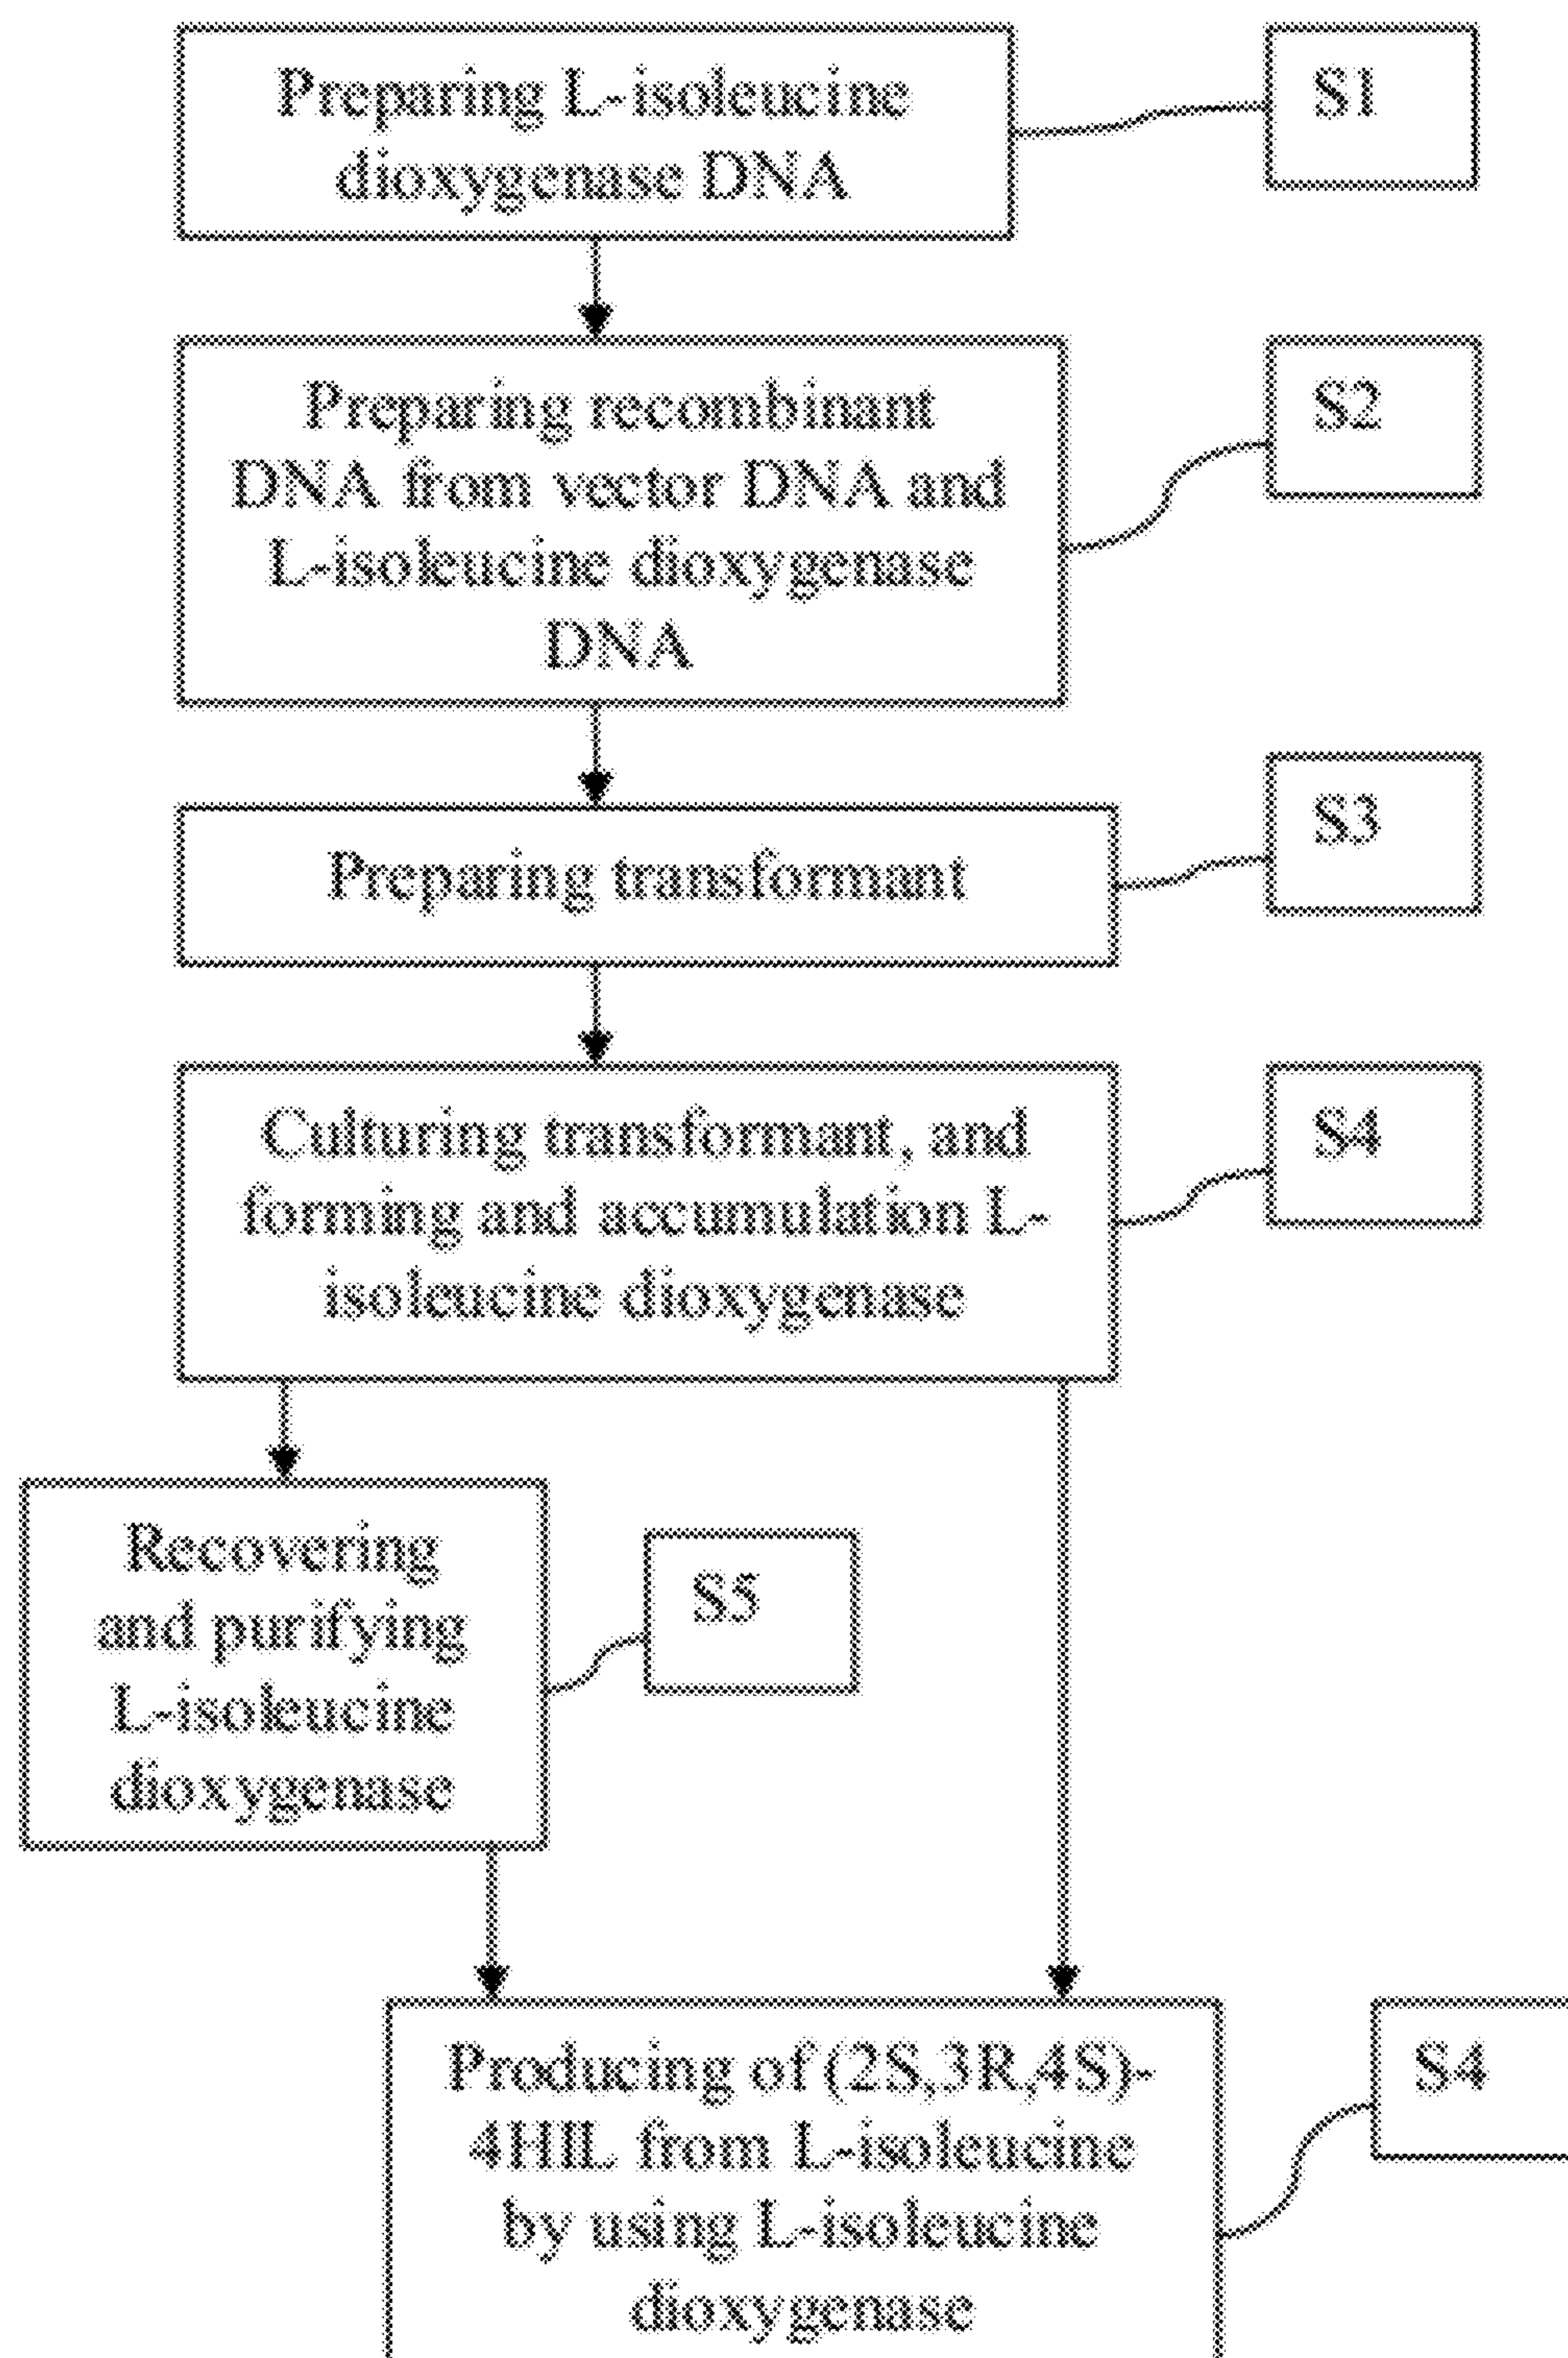 Preparing L-isoleucine
dioxygenase DNA
S1
Preparing recombinant
DNA from vector DNA and
L-isoleucine dioxygenase
DNA
S2
Preparing transformant
S3
Culturing transformant, and
forming and accumulation L-
isoleucine dioxygenase
S4
Recovering
and purifying
L-isoleucine
dioxygenase
S5
Producing of (2S,3R,4S)-
4HIL from L-isoleucine
by using L-isoleucine
dioxygenase
S4